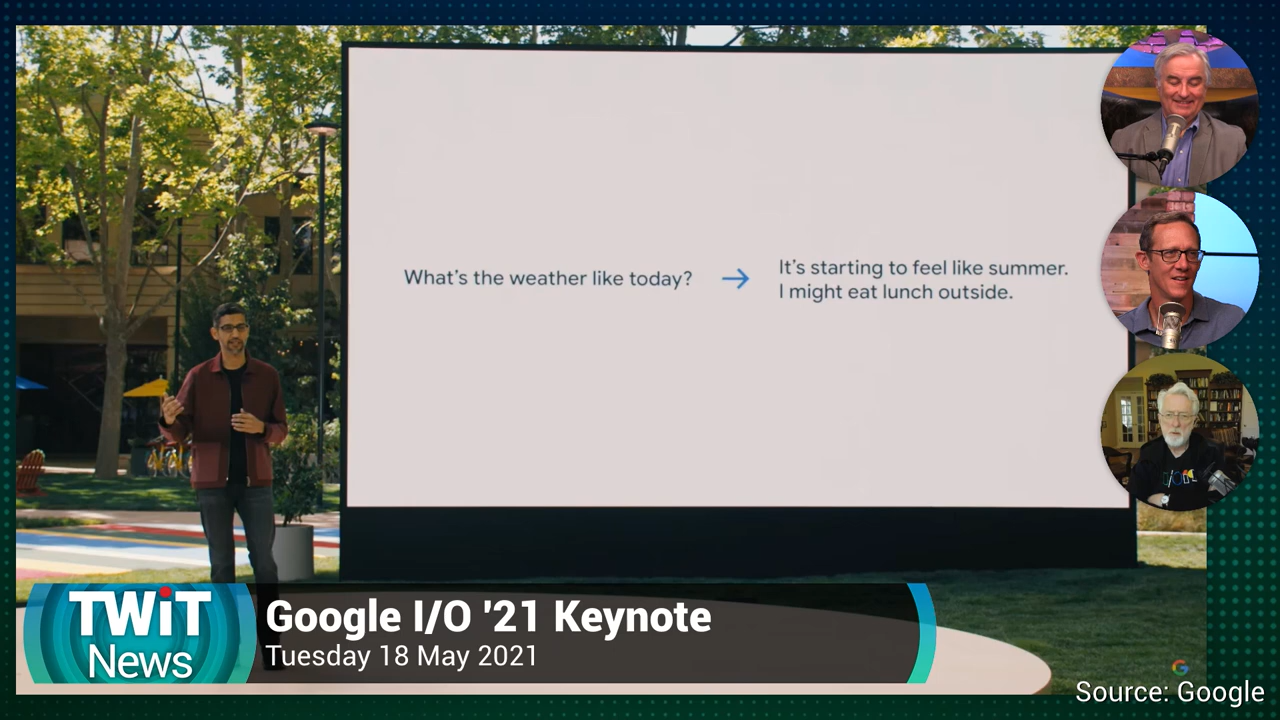 What's the weather like today? → It's starting to feel like summer.
I might eat lunch outside.
TWiT
News
Google I/O '21 Keynote
Tuesday 18 May 2021
Source: Google